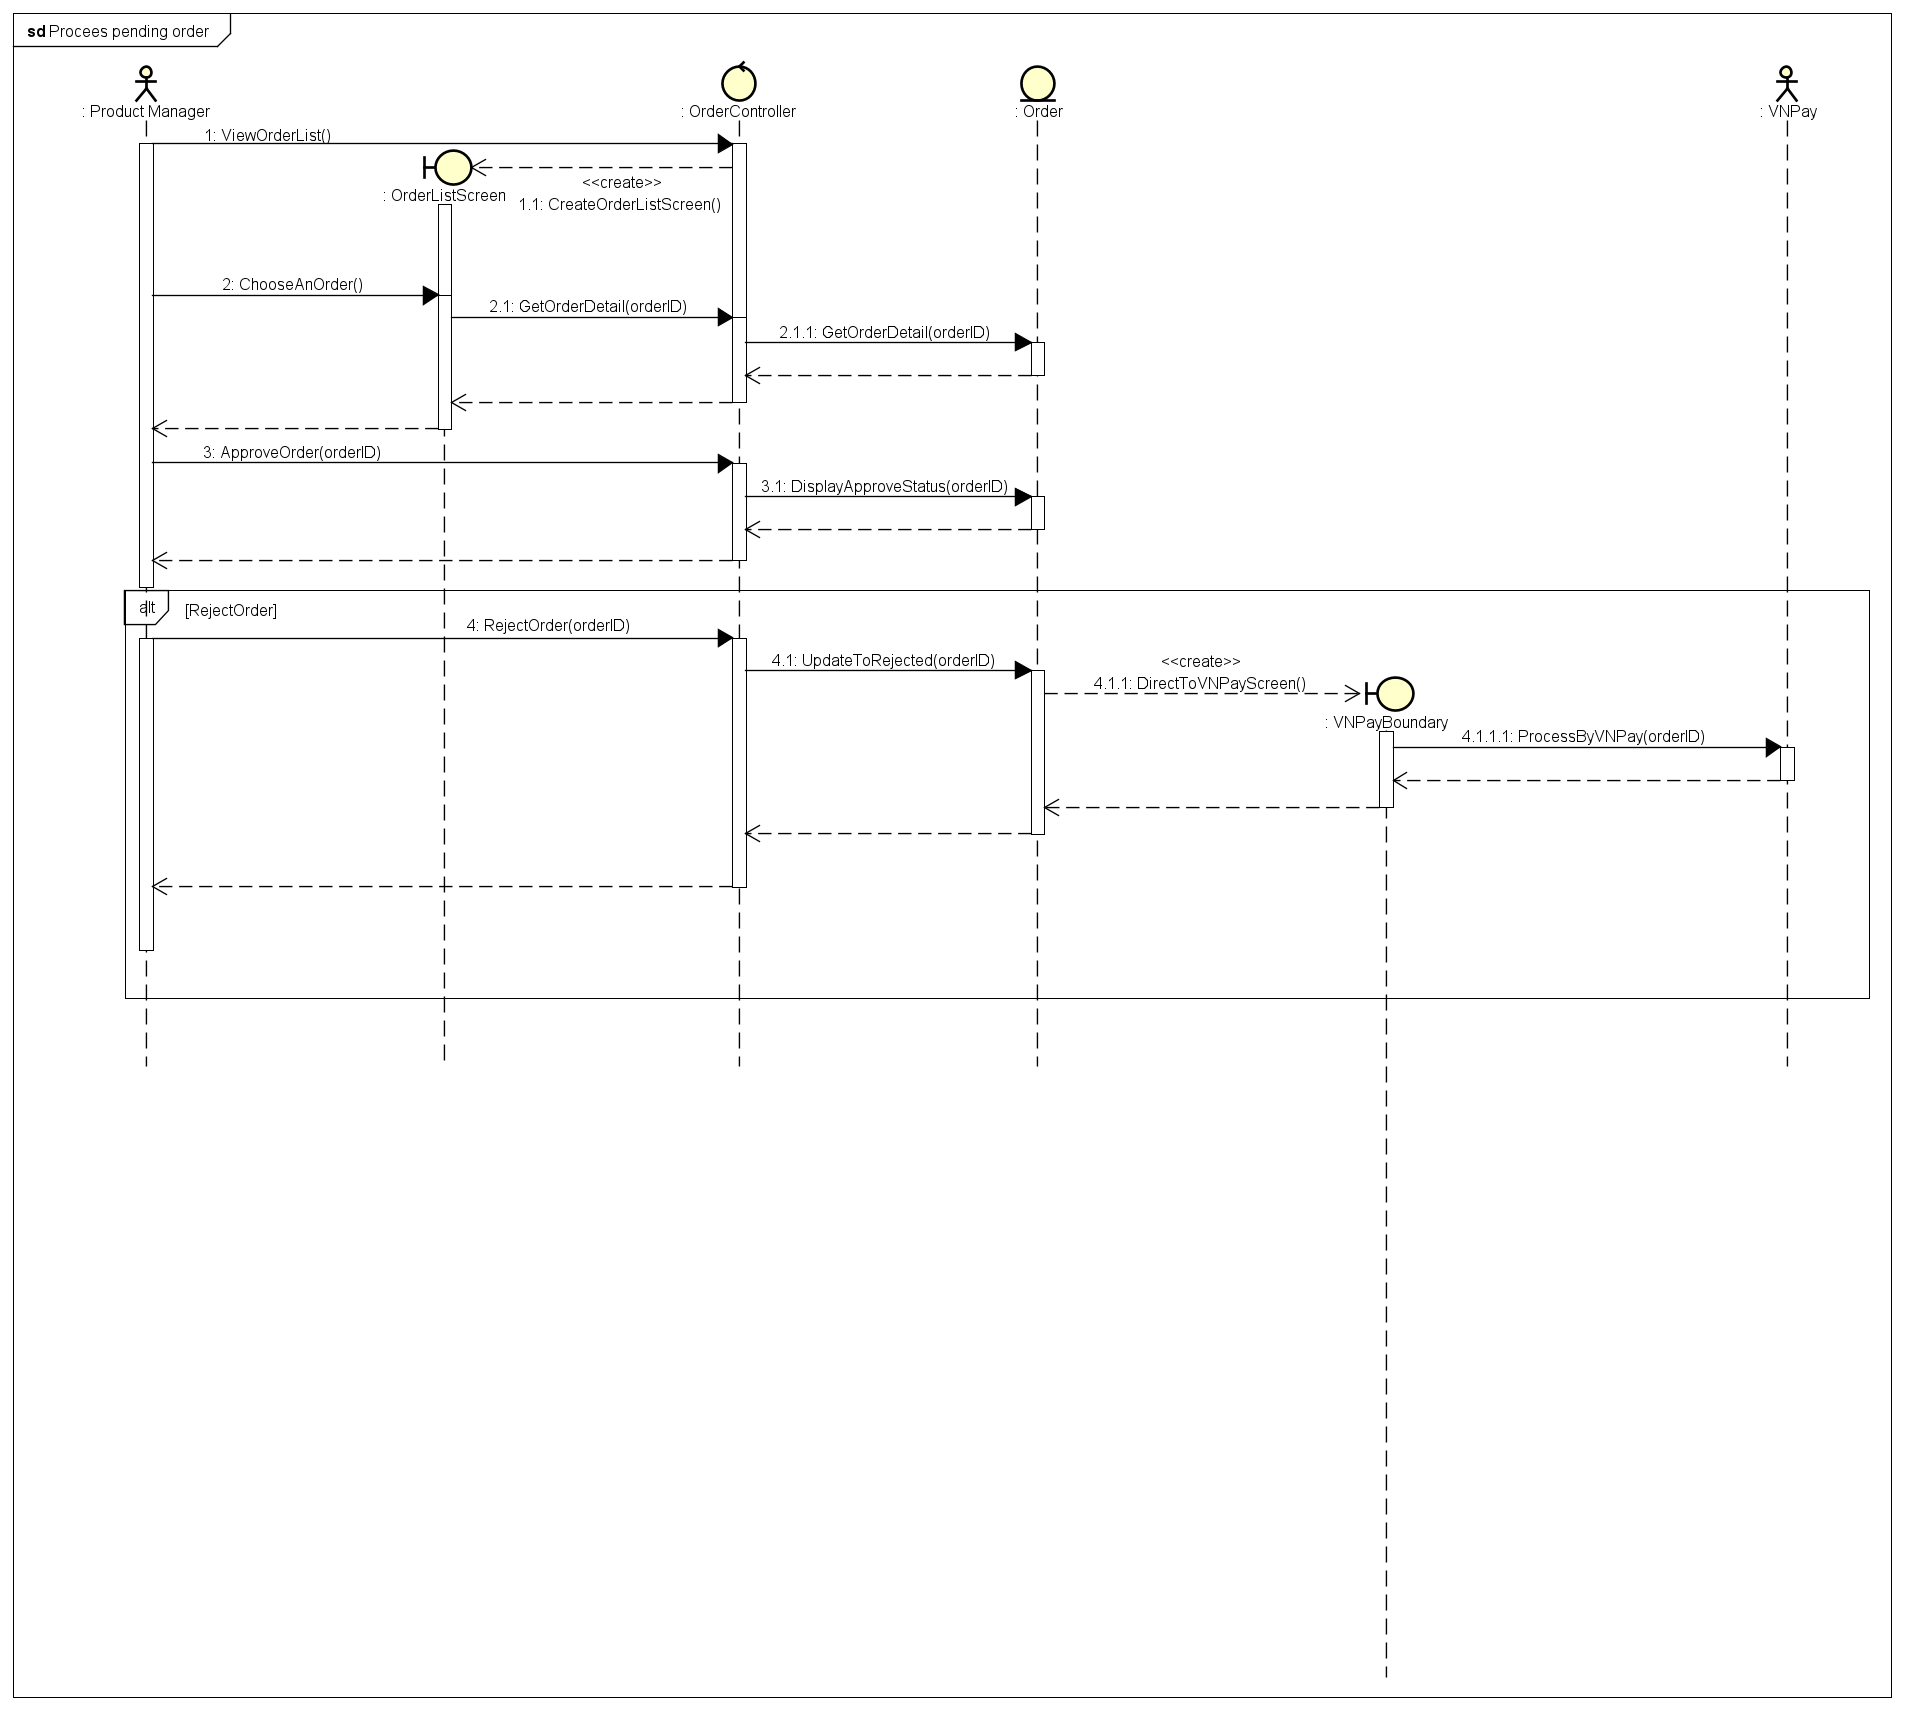 sd Procees pending order
: Product Manager
: OrderController
: Order
: VNPay
1: ViewOrderList()
<<create>>
: OrderListScreen
1.1: CreateOrderListScreen()
2: ChooseAnOrder()
2.1: GetOrderDetail(orderID)
2.1.1: GetOrderDetail(orderID)
3: ApproveOrder(orderID)
3.1: DisplayApproveStatus(orderID)
alt
[RejectOrder]
4: RejectOrder(orderID)
4.1: UpdateToRejected(orderID)
<<create>>
4.1.1: DirectToVNPayScreen()
: VNPayBoundary
4.1.1.1: ProcessByVNPay(orderID)